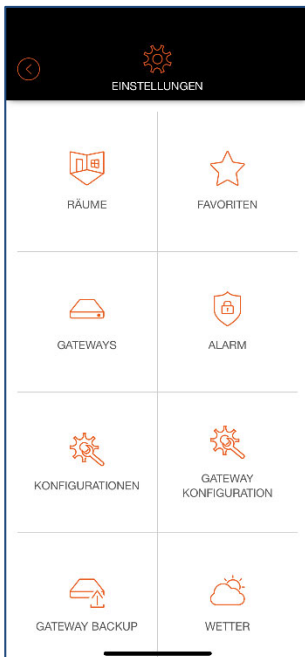 EINSTELLUNGEN
RÄUME
FAVORITEN
GATEWAYS
ALARM
KONFIGURATIONEN
GATEWAY
KONFIGURATION
GATEWAY BACKUP
WETTER